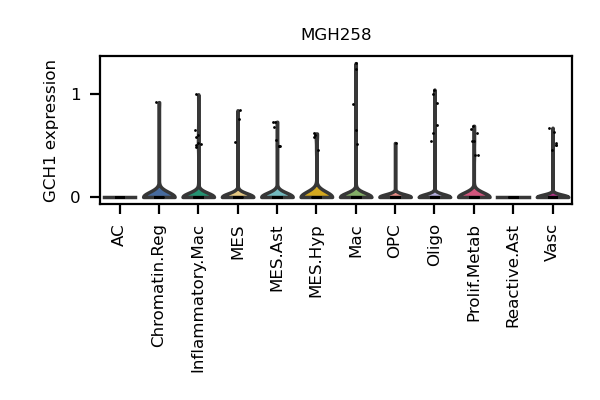 MGH258
GCH1 expression
1
0
AC
Chromatin.Reg
Inflammatory.Mac
MES
MES.Ast
MES.Hyp
Mac
OPC
Oligo
Prolif.Metab
Reactive.Ast
Vasc